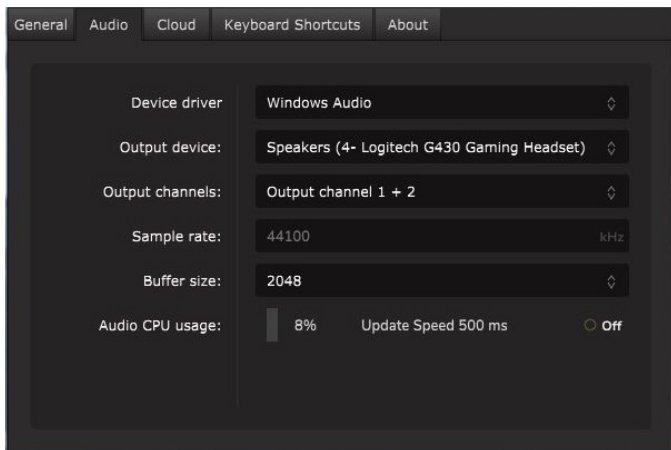 General Audio Cloud Keyboard Shortcuts About
Device driver Windows Audio
Output device: Speakers (4- Logitech G430 Gaming Headset)
Output channels: Output channel 1 + 2
Sample rate: 44100 kHz
Buffer size: 2048
Audio CPU usage: 8% Update Speed 500 ms Off